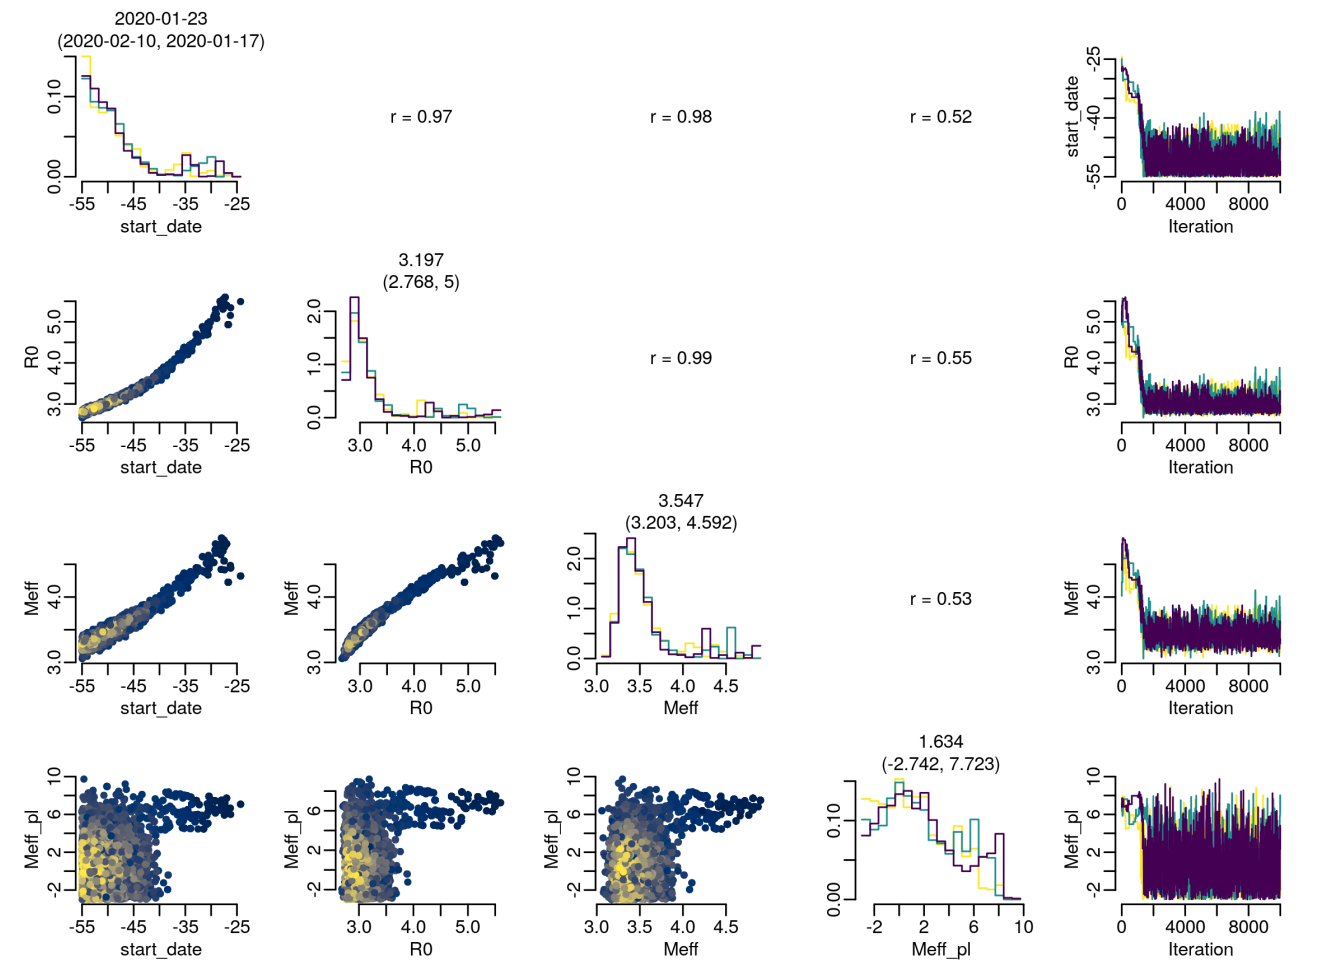 2020-01-23
(2020-02-10, 2020-01-17)
0.00 0.10
-55 -45 -35 -25
start_date
r = 0.97
r = 0.98
r = 0.52
start_date
-55 -40 -25
0 4000 8000
Iteration
R0
3.0 4.0 5.0
-55 -45 -35 -25
start_date
3.197
(2.768, 5)
0.0 1.0 2.0
3.0 4.0 5.0
R0
r = 0.99
r = 0.55
R0
3.0 4.0 5.0
0 4000 8000
Iteration
Meff
3.0 4.0
-55 -45 -35 -25
start_date
Meff
3.0 4.0
3.0 4.0 5.0
R0
3.547
(3.203, 4.592)
0.0 1.0 2.0
3.0 3.5 4.0 4.5
Meff
r = 0.53
Meff
3.0 4.0
0 4000 8000
Iteration
Meff_pl
-2 2 6 10
-55 -45 -35 -25
start_date
Meff_pl
-2 2 6 10
3.0 4.0 5.0
R0
Meff_pl
-2 2 6 10
3.0 3.5 4.0 4.5
Meff
1.634
(-2.742, 7.723)
0.00 0.10
-2 2 6 10
Meff_pl
Meff_pl
-2 2 6 10
0 4000 8000
Iteration